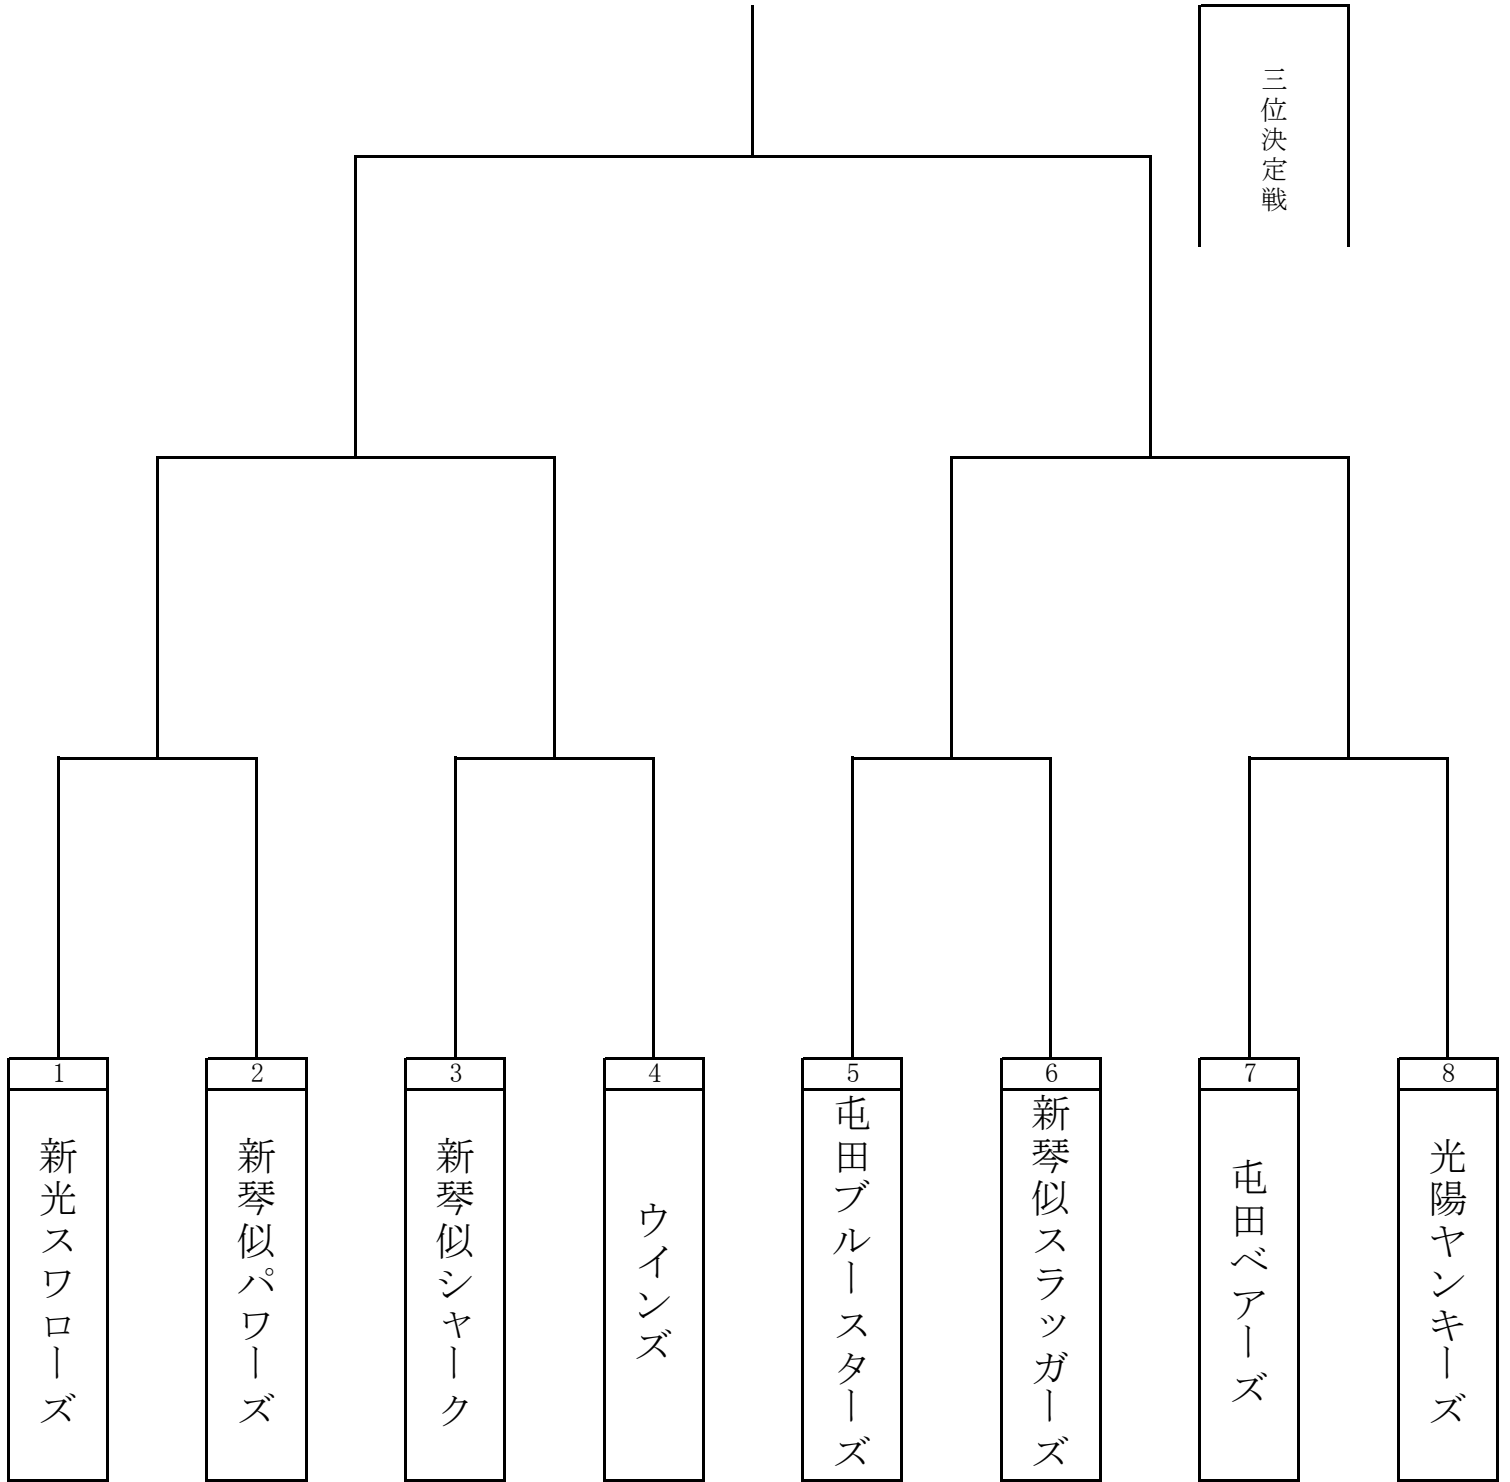 三位決定戦
1
新光スワローズ
2
新琴似パワーズ
3
新琴似シャーク
4
ウインズ
5
屯田ブルースターズ
6
新琴似スラッガーズ
7
屯田ベアーズ
8
光陽ヤンキーズ